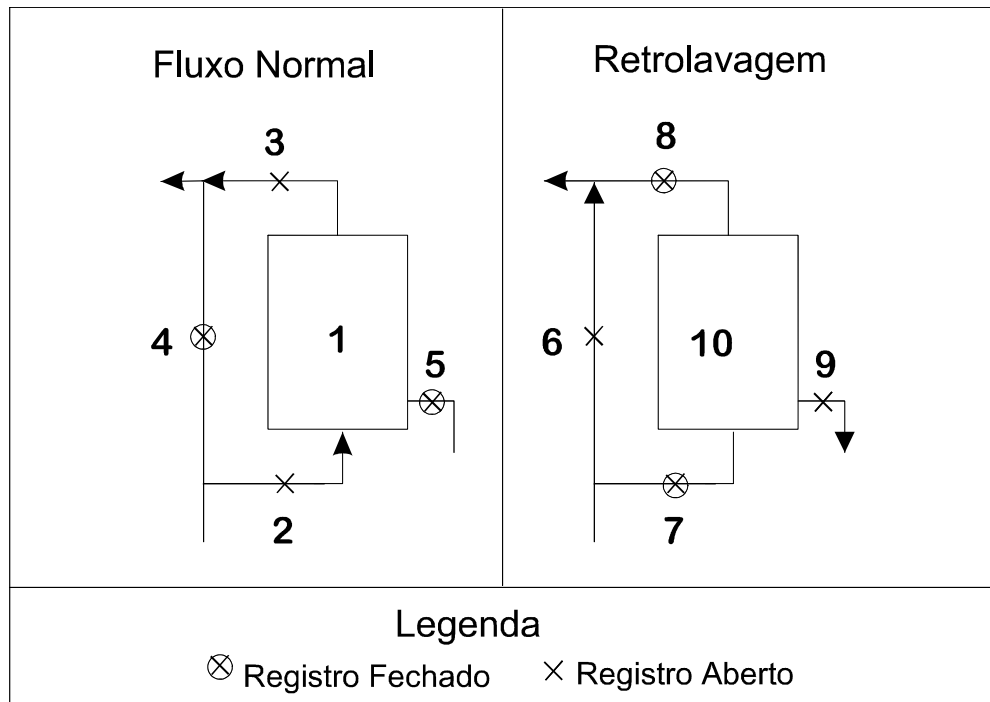 Fluxo Normal
3
4
1
5
2
Retrolavagem
8
6
10
9
7
Legenda
Registro Fechado
Registro Aberto